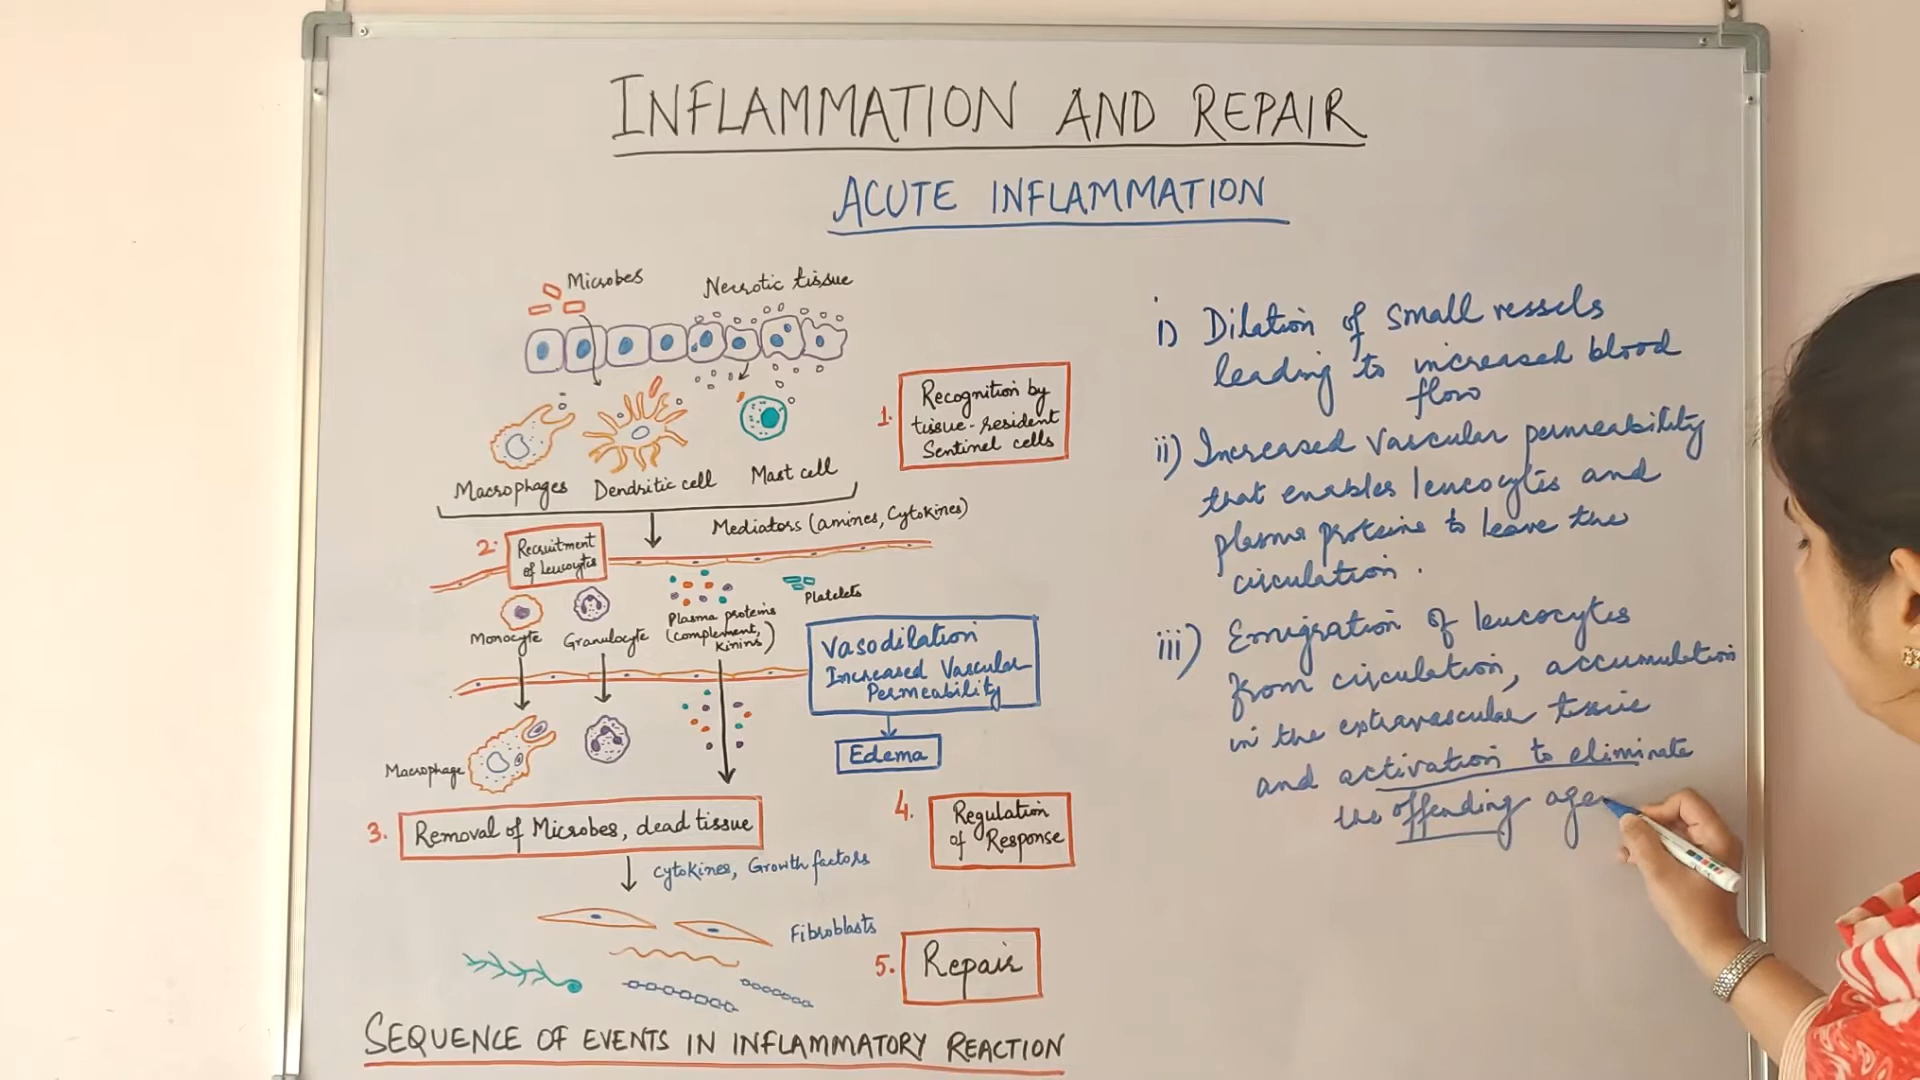 INFLAMMATION AND REPAIR
ACUTE INFLAMMATION
Microbes
Necrotic tissue
Macrophages
Dendritic cell
Mast cell
1.
Recognition by
tissue-resident
Sentinel cells
Mediators (amines, Cytokines)
2.
Recruitment
of Leucoytes
Monocyte
Granulocyte
Plasma proteins
(complement,
Kinins)
Platelets
Vasodilation
Increased Vascular
Permeability
Edema
Macrophage
3.
Removal of Microbes, dead tissue
4.
Regulation
of Response
Cytokines, Growth factors
Fibroblasts
5.
Repair
SEQUENCE OF EVENTS IN INFLAMMATORY REACTION
i) Dilation of small vessels
leading to increased blood
flow
ii) Increased Vascular permeability
that enables leucocytes and
plasma proteins to leave the
circulation.
iii) Emigration of leucocytes
from circulation, accumulation
in the extravascular tissue
and activation to eliminate
the offending age